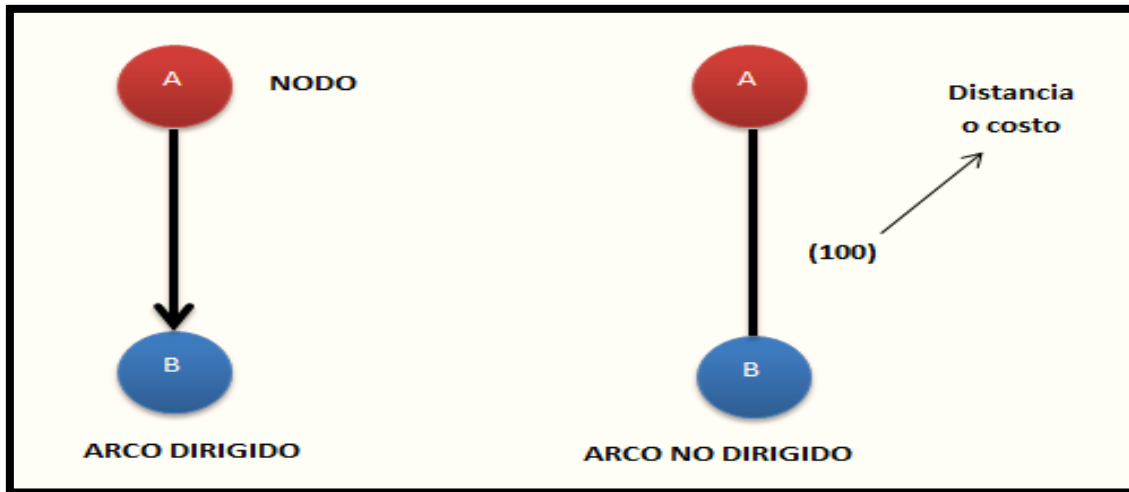 A
NODO
B
ARCO DIRIGIDO
A
Distancia
o costo
(100)
B
ARCO NO DIRIGIDO